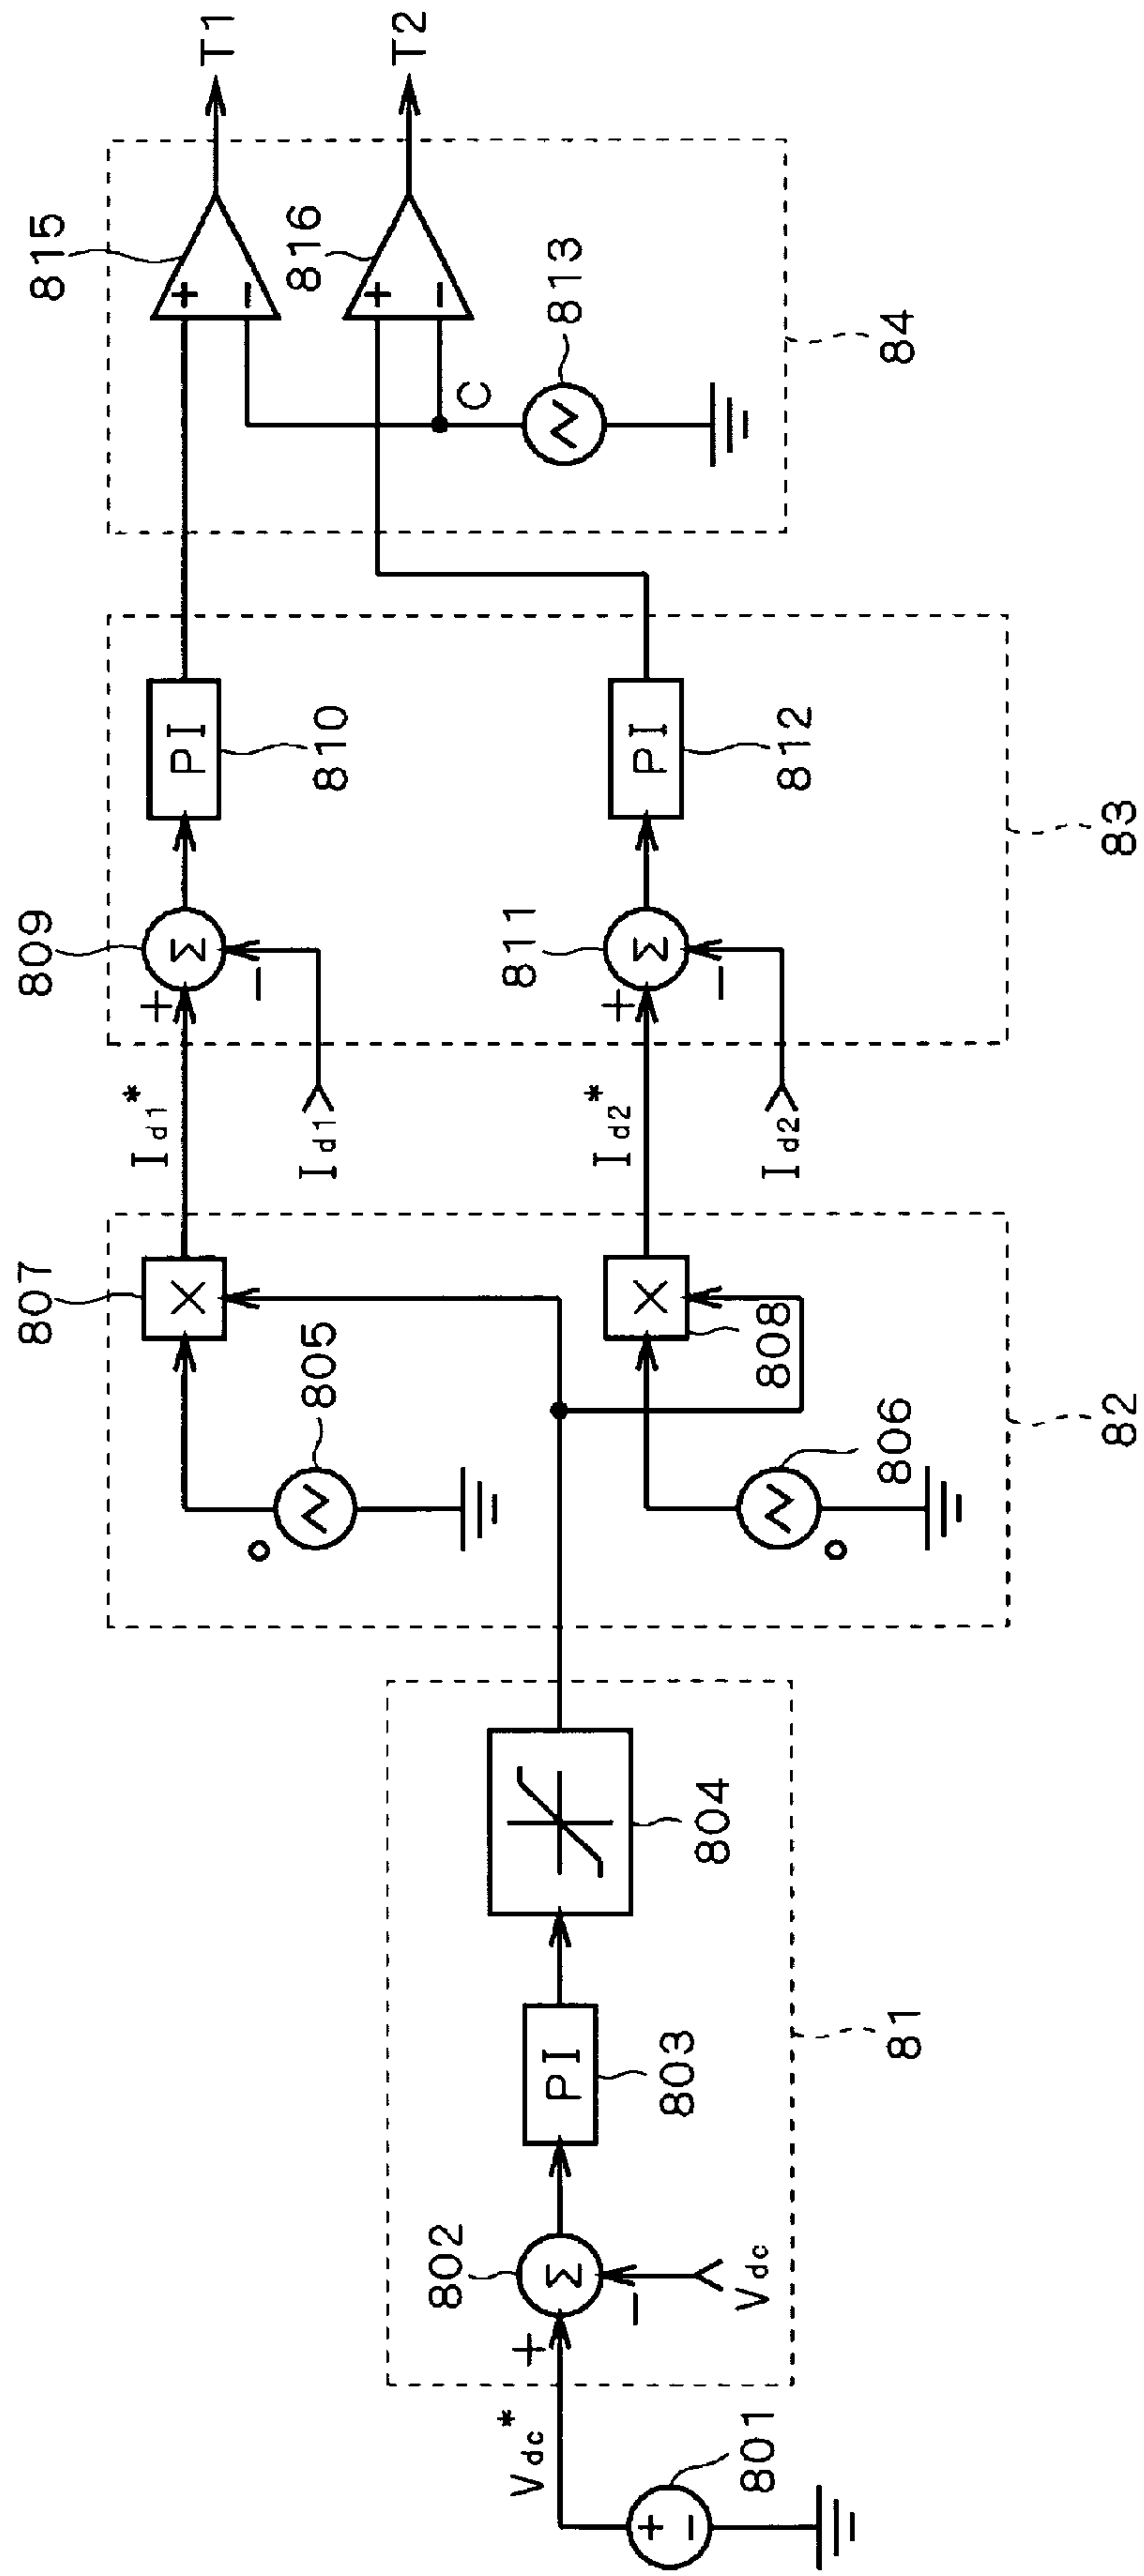 T1
T2
815
816
813
C
84
PI
810
PI
812
83
809
Σ
+
−
811
Σ
+
−
Id1*
Id1
Id2*
Id2
807
X
805
X
808
806
82
804
PI
803
81
802
Σ
+
−
Vdc
Vdc*
801
+
−
+
−
+
−